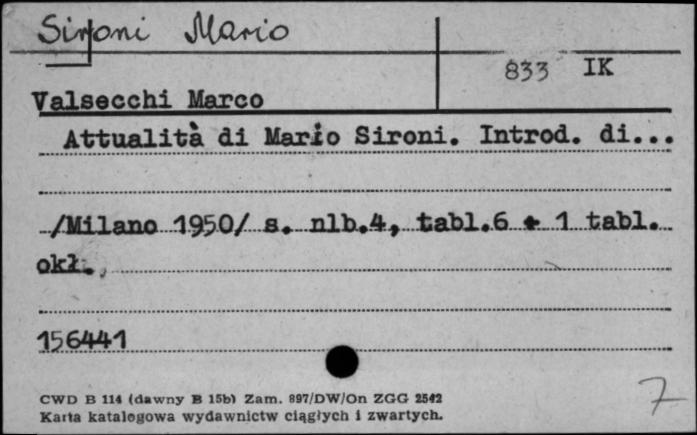 Sironi Mario
833 IK
Valsecchi Marco
Attualità di Mario Sironi. Introd. di...
/Milano 1950/ s. nlb.4, tabl.6 + 1 tabl.
okł.
156441
CWD B 114 (dawny B 15b) Zam. 897/DW/On ZGG 2542
Karta katalogowa wydawnictw ciągłych i zwartych.
7